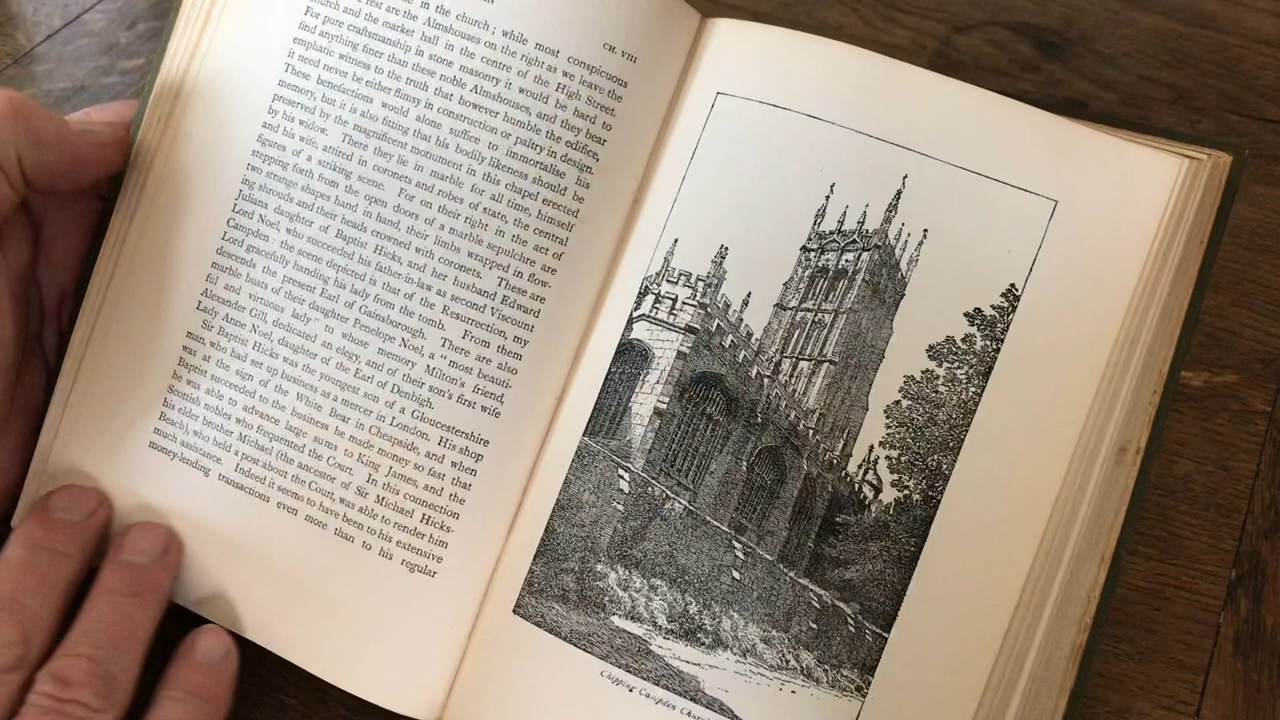 CH. VIII
in the church; while most conspicuous
rest are the Almshouses on the right as we leave the
church and the market hall in the centre of the High Street.
For pure craftsmanship in stone masonry it would be hard to
find anything finer than these noble Almshouses, and they bear
emphatic witness to the truth that however humble the edifice,
it need never be either flimsy in construction or paltry in design.
These benefactions would alone suffice to immortalise his
memory, but it is also fitting that his bodily likeness should be
preserved by the magnificent monument in this chapel erected
by his widow. There they lie in marble for all time, himself
and his wife, attired in coronets and robes of state, the central
figures of a striking scene. For on their right in the act of
stepping forth from the open doors of a marble sepulchre are
two strange shapes hand in hand, their limbs wrapped in flow-
ing shrouds and their heads crowned with coronets. These are
Juliana daughter of Baptist Hicks, and her husband Edward
Lord Noel, who succeeded his father-in-law as second Viscount
Campden: the scene depicted is that of the Resurrection, my
Lord gracefully handing his lady from the tomb. From them
descends the present Earl of Gainsborough. There are also
marble busts of their daughter Penelope Noel, a "most beauti-
ful and virtuous lady" to whose memory Milton's friend,
Alexander Gill, dedicated an elegy, and of their son's first wife
Lady Anne Noel, daughter of the Earl of Denbigh.
Sir Baptist Hicks was the youngest son of a Gloucestershire
man, who had set up business as a mercer in London. His shop
was at the sign of the White Bear in Cheapside, and when
Baptist succeeded to the business he made money so fast that
he was able to advance large sums to King James, and the
Scottish nobles who frequented the Court. In this connection
his elder brother Michael (the ancestor of Sir Michael Hicks-
Beach), who held a post about the Court, was able to render him
much assistance. Indeed it seems to have been to his extensive
money-lending transactions even more than to his regular
Chipping Campden Church